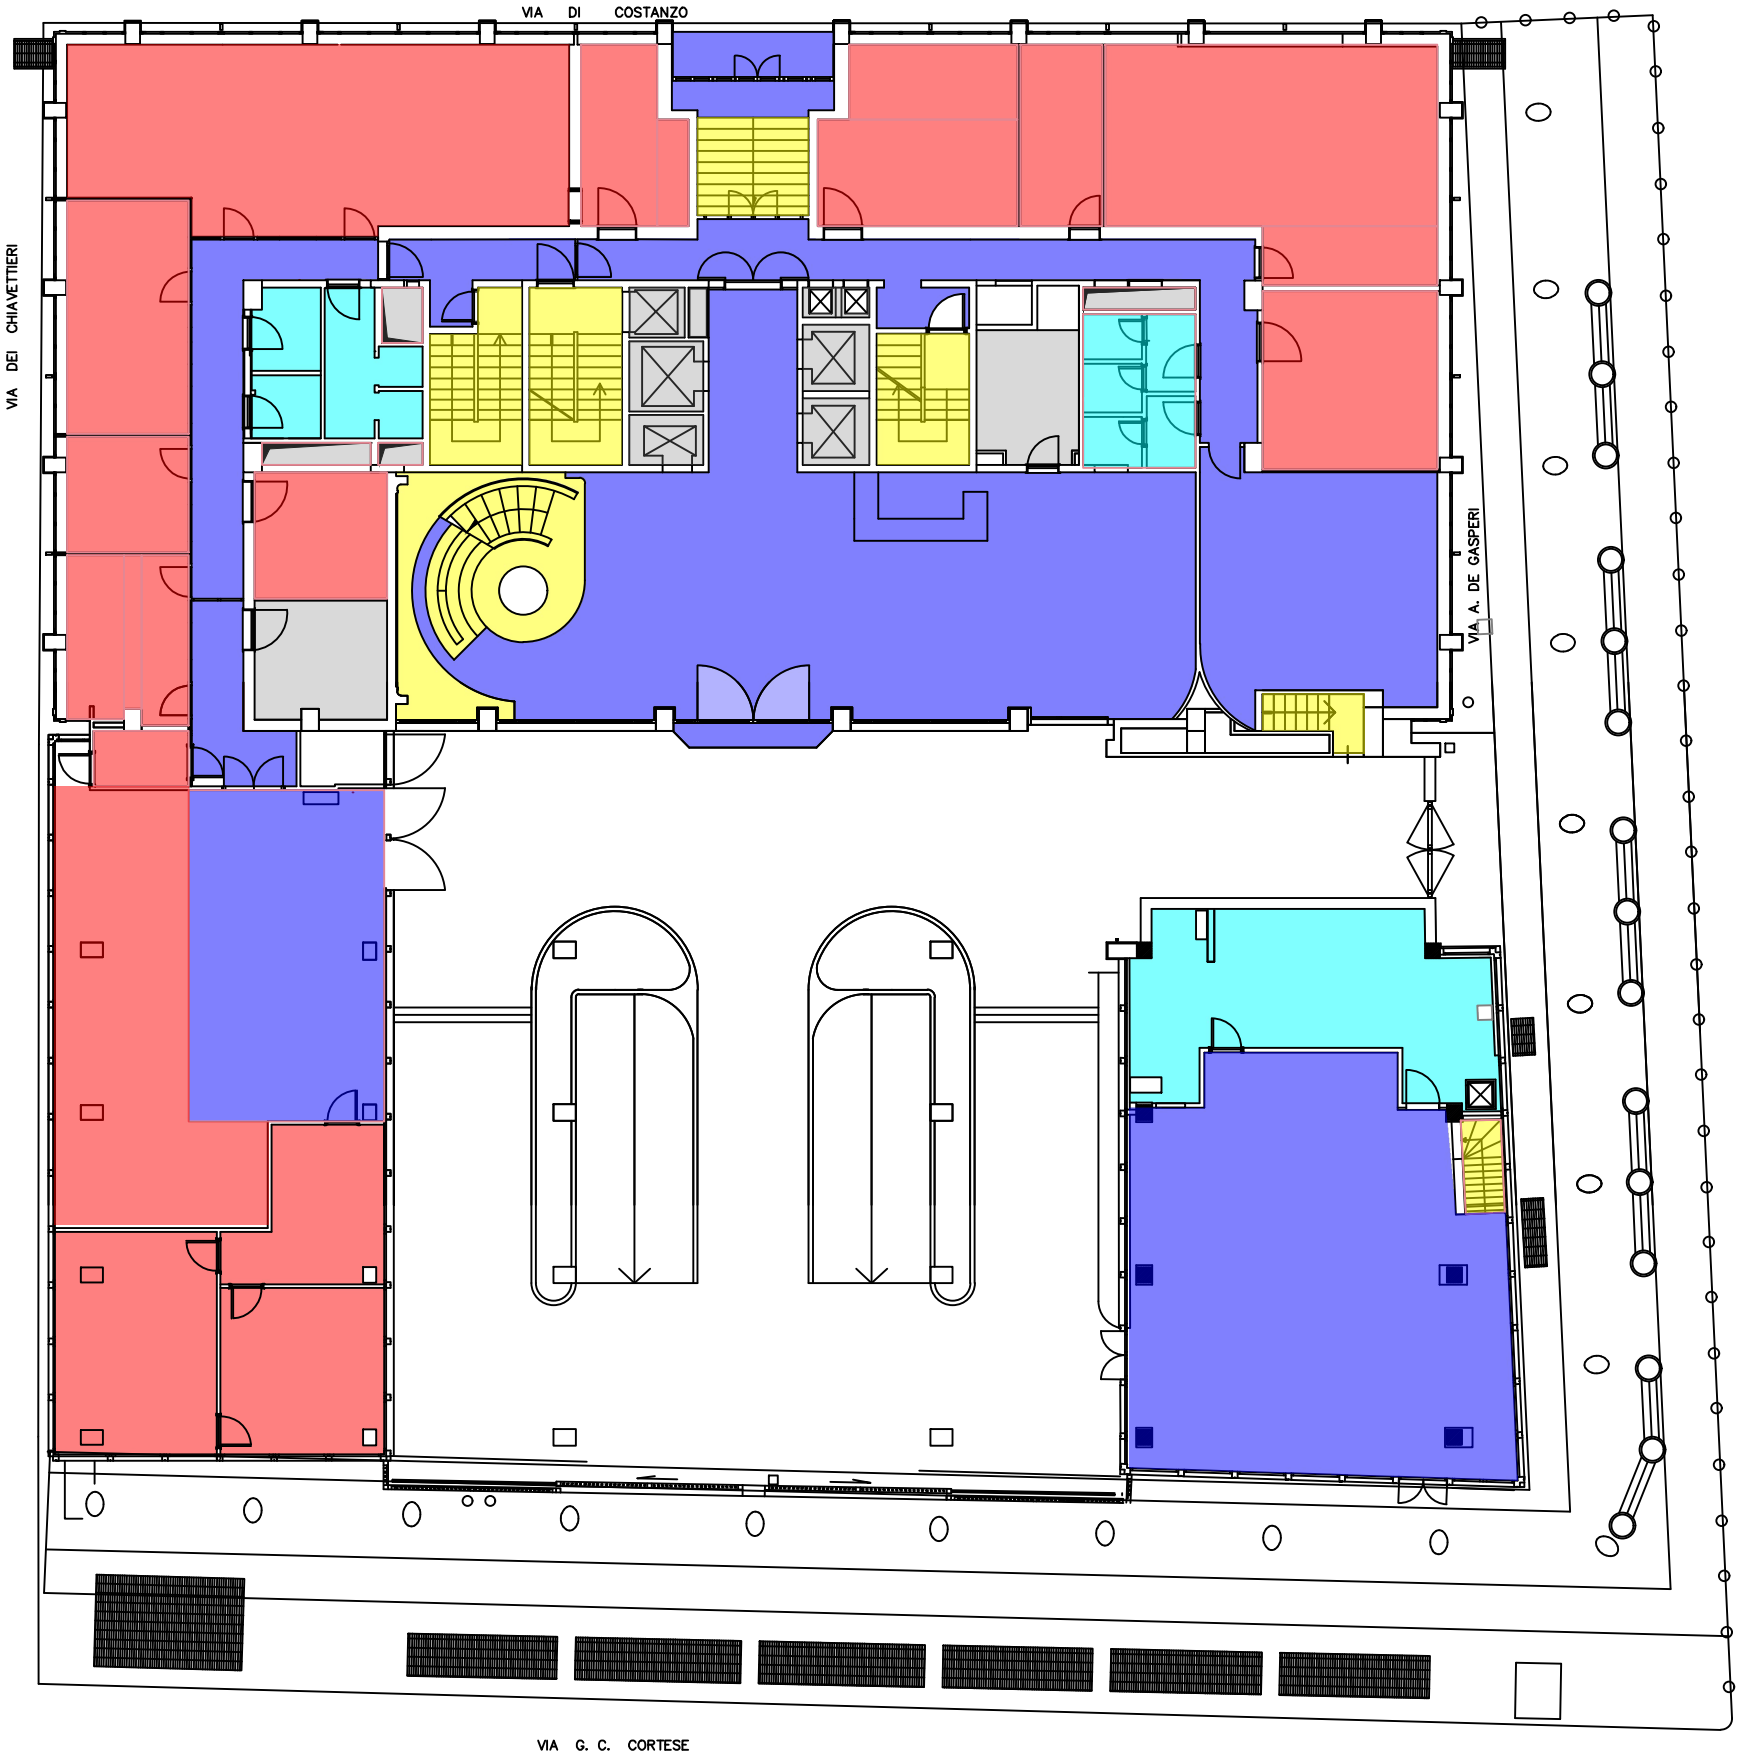 VIA DI COSTANZO
VIA DEI CHIAVETTIERI
VIA A. DE GASPERI
VIA G. C. CORTESE